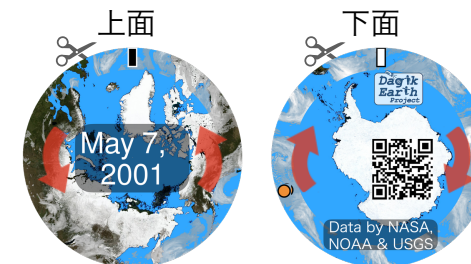 上面
下面
May 7,
2001
Dagik
Earth
Project
Data by NASA,
NOAA & USGS